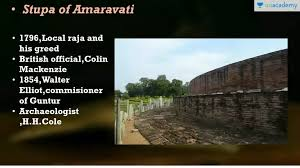 • Stupa of Amaravati
unacademy
• 1796,Local raja and
his greed
• British official,Colin
Mackenzie
• 1854,Walter
Elliot,commisioner
of Guntur
• Archaeologist
,H.H.Cole